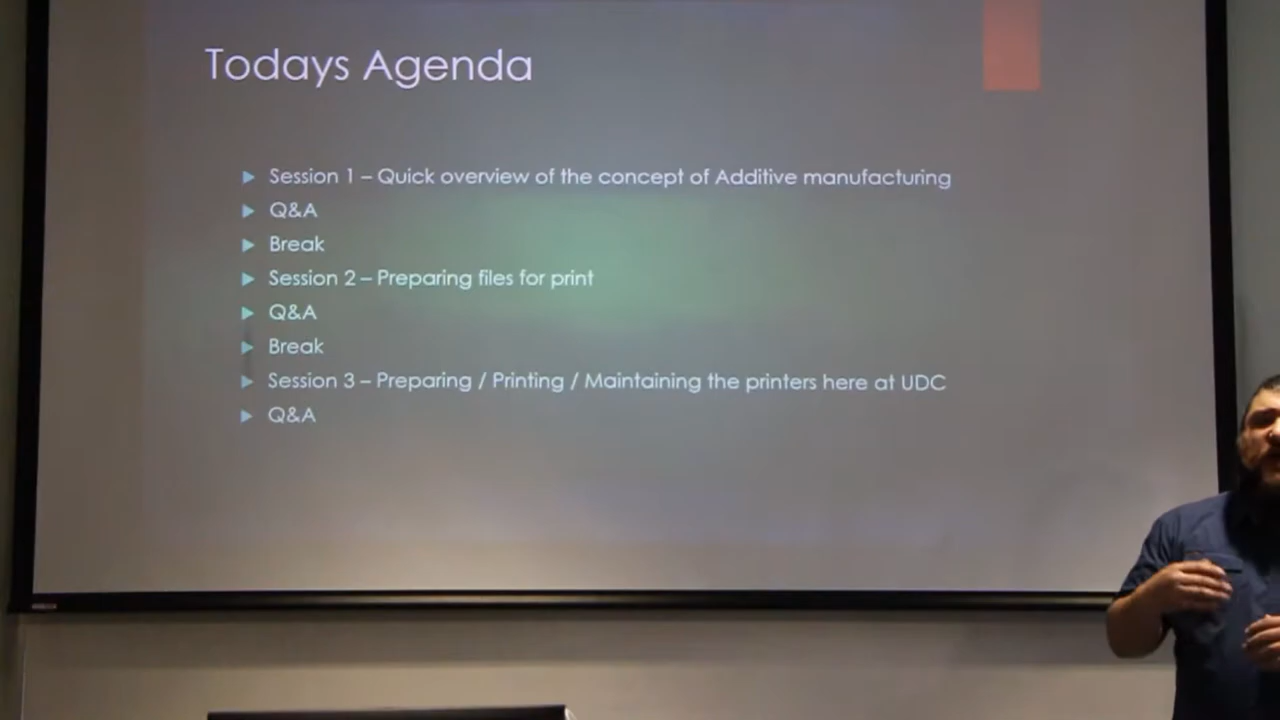 Todays Agenda
Session 1 – Quick overview of the concept of Additive manufacturing
Q&A
Break
Session 2 – Preparing files for print
Q&A
Break
Session 3 – Preparing / Printing / Maintaining the printers here at UDC
Q&A